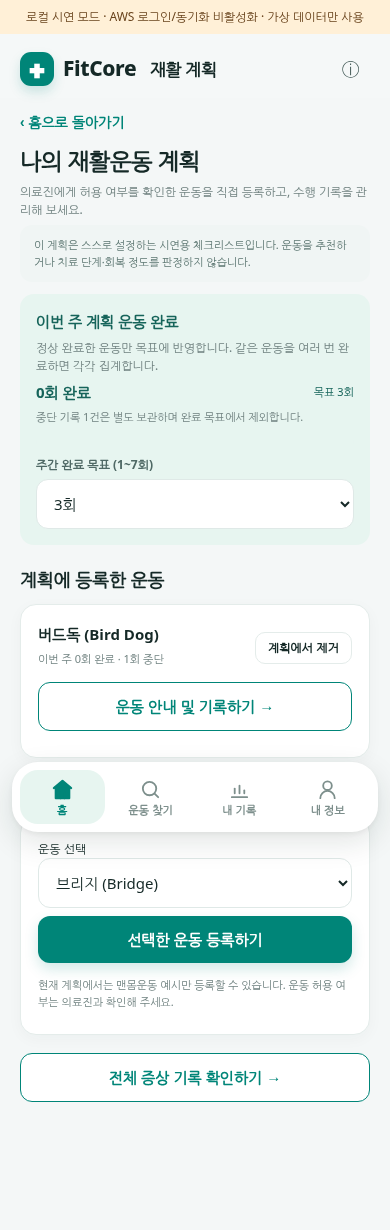 로컬 시연 모드 · AWS 로그인/동기화 비활성화 · 가상 데이터만 사용
FitCore 재활 계획
‹ 홈으로 돌아가기
나의 재활운동 계획
의료진에게 허용 여부를 확인한 운동을 직접 등록하고, 수행 기록을 관
리해 보세요.
이 계획은 스스로 설정하는 시연용 체크리스트입니다. 운동을 추천하
거나 치료 단계·회복 정도를 판정하지 않습니다.
이번 주 계획 운동 완료
정상 완료한 운동만 목표에 반영합니다. 같은 운동을 여러 번 완
료하면 각각 집계합니다.
0회 완료 목표 3회
중단 기록 1건은 별도 보관하며 완료 목표에서 제외합니다.
주간 완료 목표 (1~7회)
3회
계획에 등록한 운동
버드독 (Bird Dog)
이번 주 0회 완료 · 1회 중단
계획에서 제거
운동 안내 및 기록하기 →
홈 운동 찾기 내 기록 내 정보
운동 선택
브리지 (Bridge)
선택한 운동 등록하기
현재 계획에서는 맨몸운동 예시만 등록할 수 있습니다. 운동 허용 여
부는 의료진과 확인해 주세요.
전체 증상 기록 확인하기 →